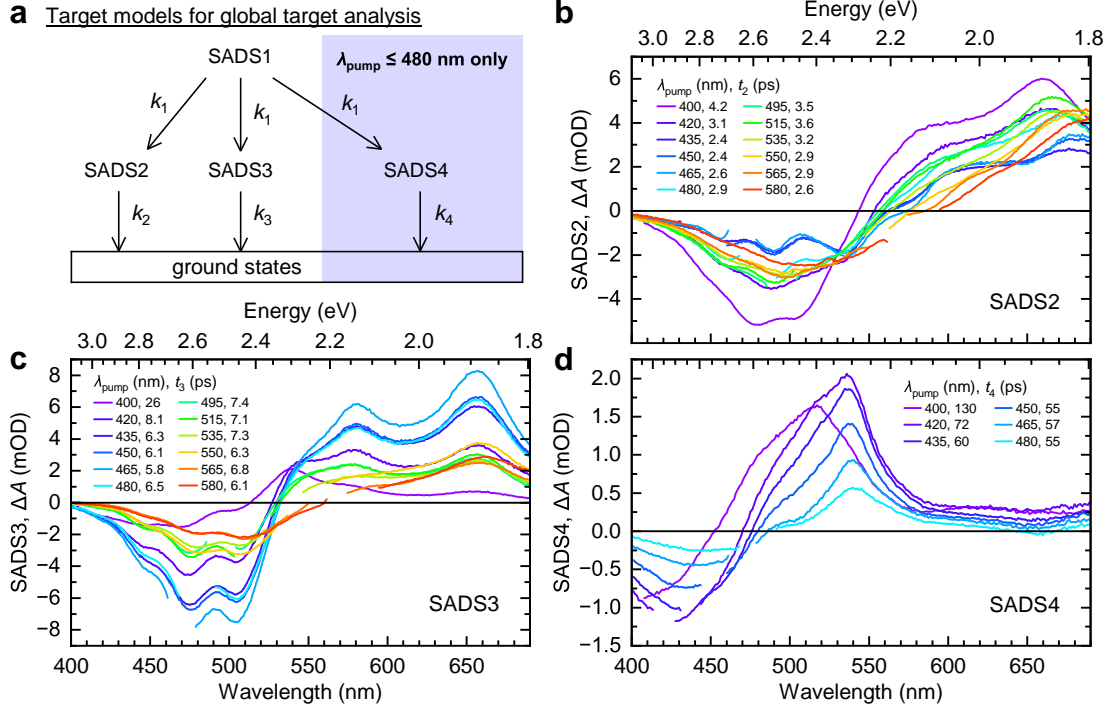 a Target models for global target analysis
SADS1
λpump ≤ 480 nm only
k1
k1
k1
SADS2
SADS3
SADS4
k2
k3
k4
ground states
b
Energy (eV)
3.0 2.8 2.6 2.4 2.2 2.0 1.8
SADS2, ΔA (mOD)
6
4
2
0
−2
−4
λpump (nm), t2 (ps)
400, 4.2 495, 3.5
420, 3.1 515, 3.6
435, 2.4 535, 3.2
450, 2.4 550, 2.9
465, 2.6 565, 2.9
480, 2.9 580, 2.6
SADS2
c
Energy (eV)
3.0 2.8 2.6 2.4 2.2 2.0 1.8
SADS3, ΔA (mOD)
8
6
4
2
0
−2
−4
−6
−8
λpump (nm), t3 (ps)
400, 26 495, 7.4
420, 8.1 515, 7.1
435, 6.3 535, 7.3
450, 6.1 550, 6.3
465, 5.8 565, 6.8
480, 6.5 580, 6.1
SADS3
400 450 500 550 600 650
Wavelength (nm)
d
SADS4, ΔA (mOD)
2.0
1.5
1.0
0.5
0.0
−0.5
−1.0
−1.5
λpump (nm), t4 (ps)
400, 130 450, 55
420, 72 465, 57
435, 60 480, 55
SADS4
400 450 500 550 600 650
Wavelength (nm)